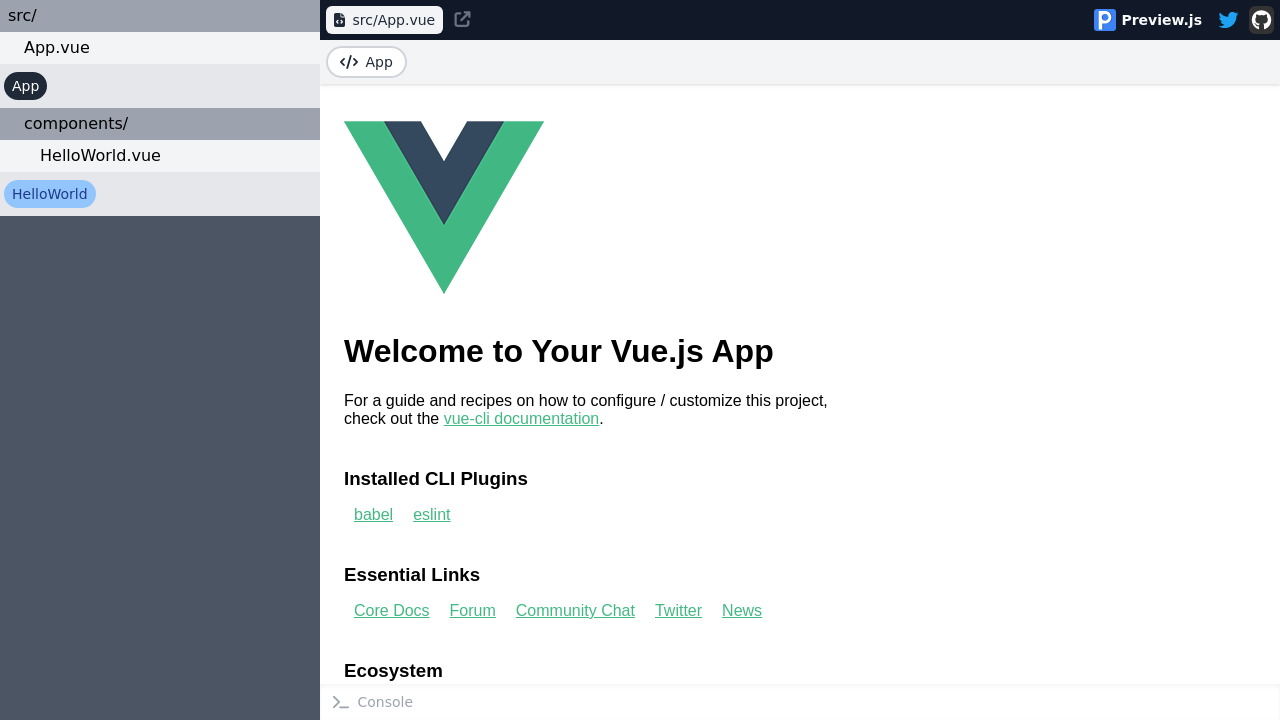 src/
App.vue
App
components/
HelloWorld.vue
HelloWorld
src/App.vue
Preview.js
App
Welcome to Your Vue.js App
For a guide and recipes on how to configure / customize this project,
check out the vue-cli documentation.
Installed CLI Plugins
babel eslint
Essential Links
Core Docs Forum Community Chat Twitter News
Ecosystem
Console